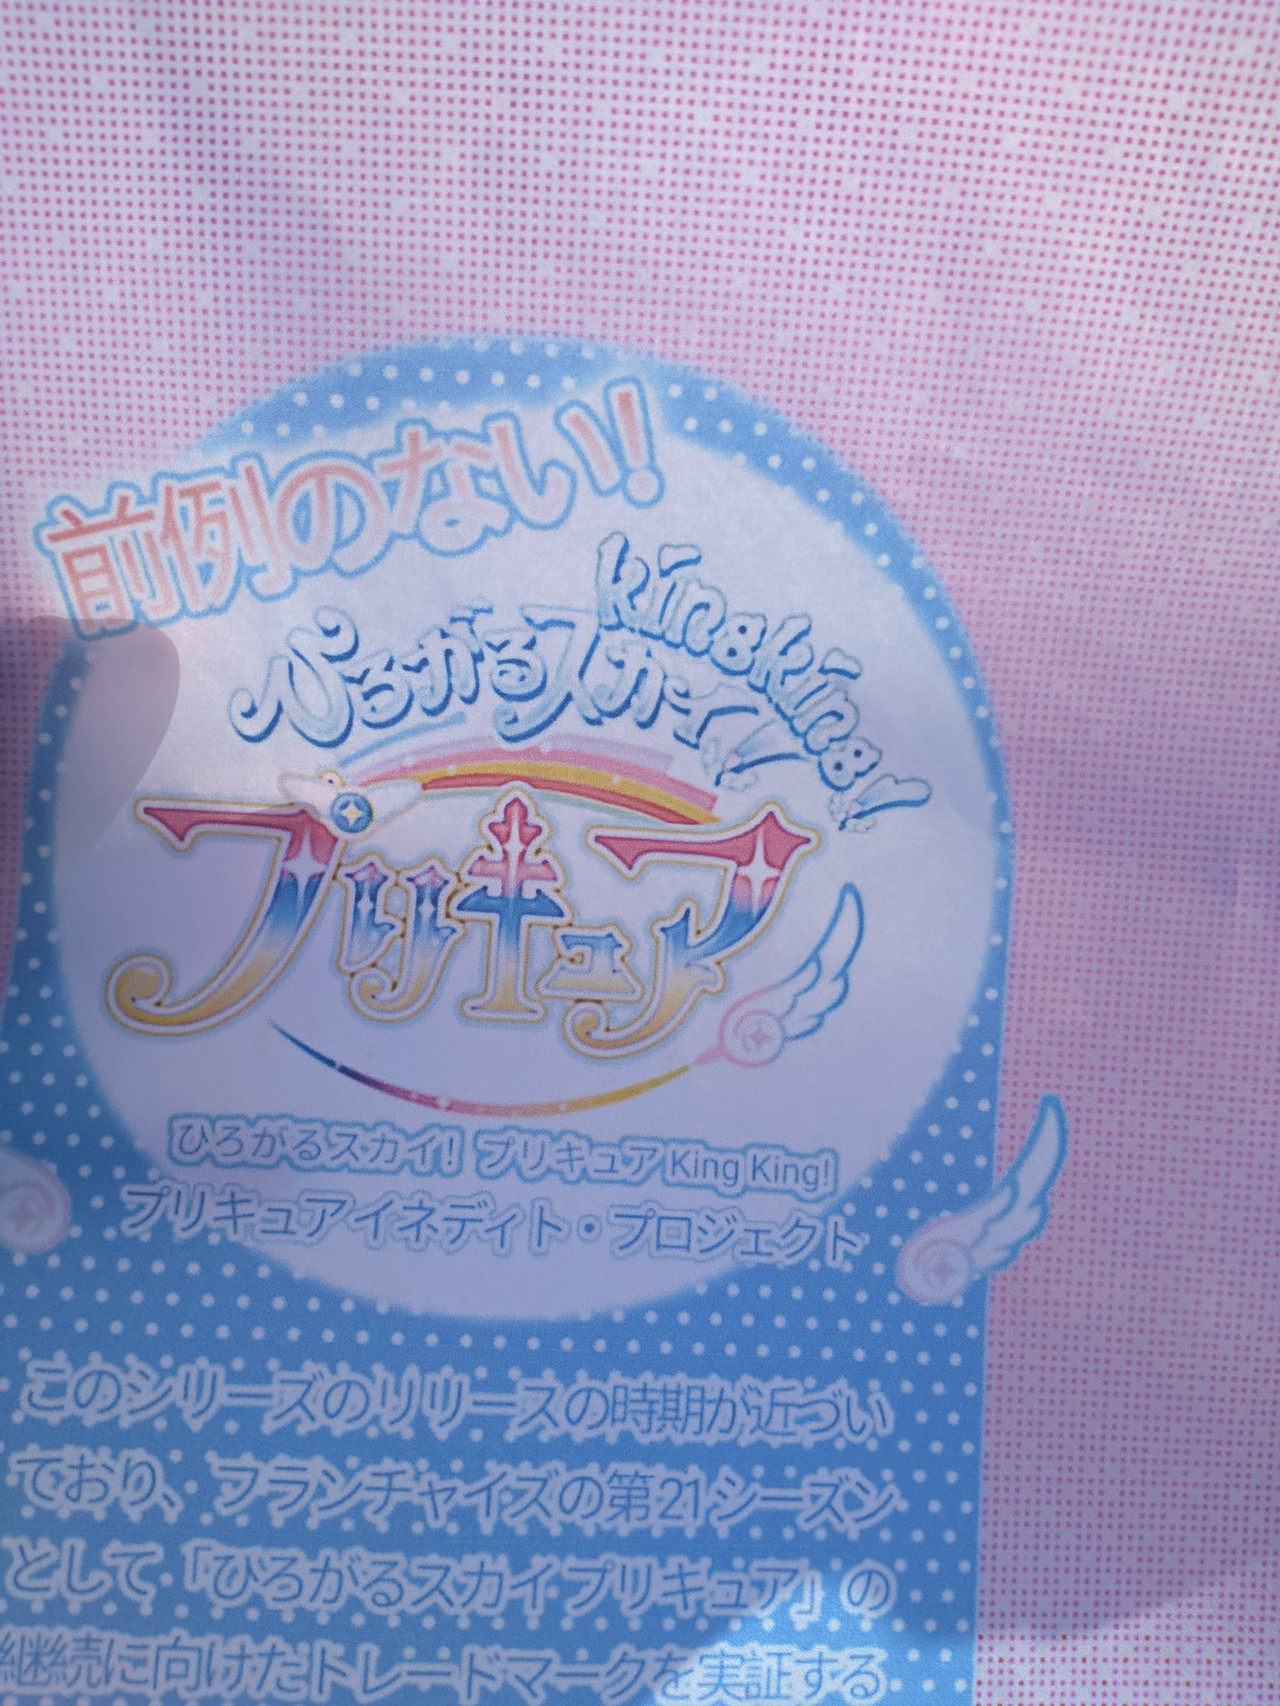 前例のない!
ひろがるスカイ!
kingking!
プリキュア
ひろがるスカイ! プリキュア King King!
プリキュアイネディト・プロジェクト
このシリーズのリリースの時期が近づい
ており、フランチャイズの第21シーズン
として「ひろがるスカイプリキュア」の
継続に向けたトレードマークを実証する